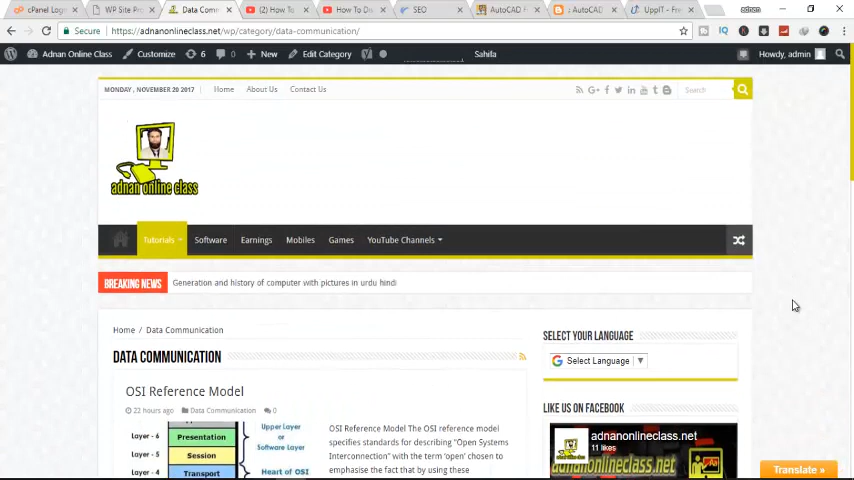 cPanel Log
WP Site Pro
Data Com
(2) How To
How To Du
SEO
AutoCAD F
: AutoCAD
UppIT - Fre
adnan
Secure https://adnanonlineclass.net/wp/category/data-communication/
Adnan Online Class Customize 6 0 New Edit Category Sahifa Howdy, admin
MONDAY , NOVEMBER 20 2017 Home About Us Contact Us Search
adnan online class
Tutorials Software Earnings Mobiles Games YouTube Channels
BREAKING NEWS Generation and history of computer with pictures in urdu hindi
Home / Data Communication
DATA COMMUNICATION
OSI Reference Model
22 hours ago Data Communication 0
Layer - 6 Presentation
Layer - 5 Session
Layer - 4 Transport
Upper Layer
or
Software Layer
Heart of OSI
OSI Reference Model The OSI reference model
specifies standards for describing "Open Systems
Interconnection" with the term 'open' chosen to
emphasise the fact that by using these
SELECT YOUR LANGUAGE
G Select Language ▼
LIKE US ON FACEBOOK
adnanonlineclass.net
11 likes
adnanonlineclass.net
Translate »